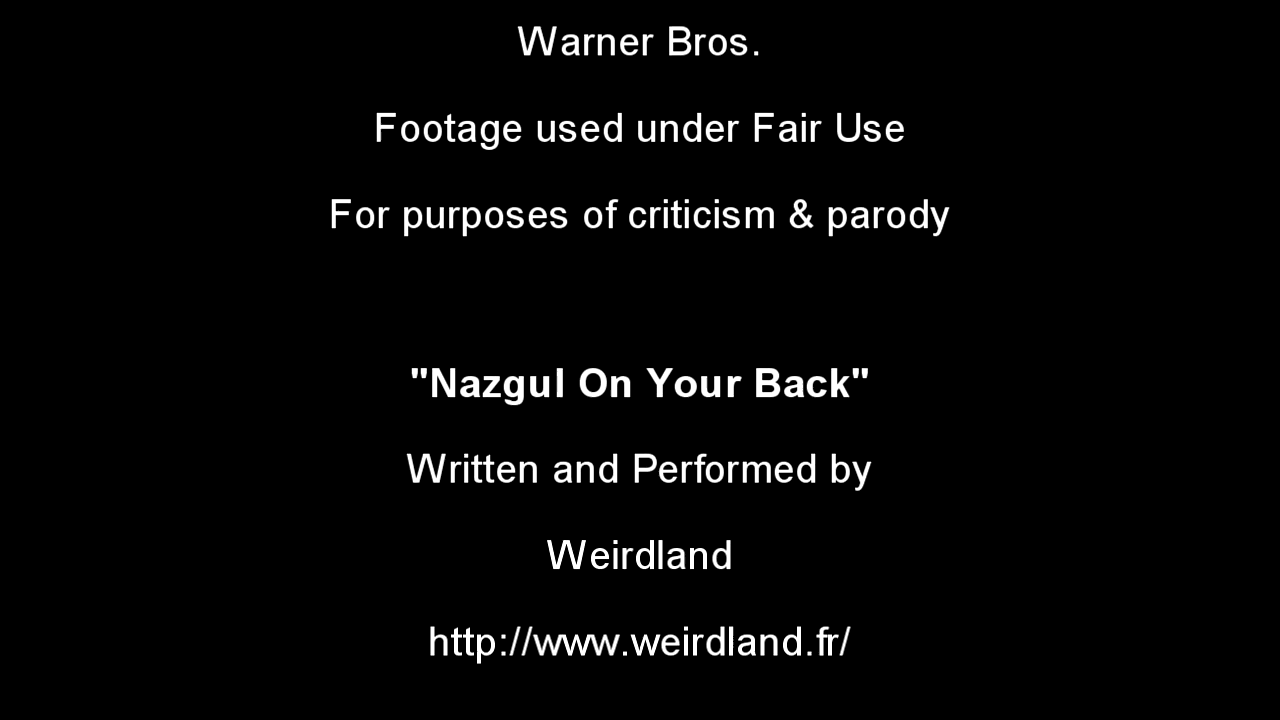 Warner Bros.
Footage used under Fair Use
For purposes of criticism & parody
"Nazgul On Your Back"
Written and Performed by
Weirdland
http://www.weirdland.fr/